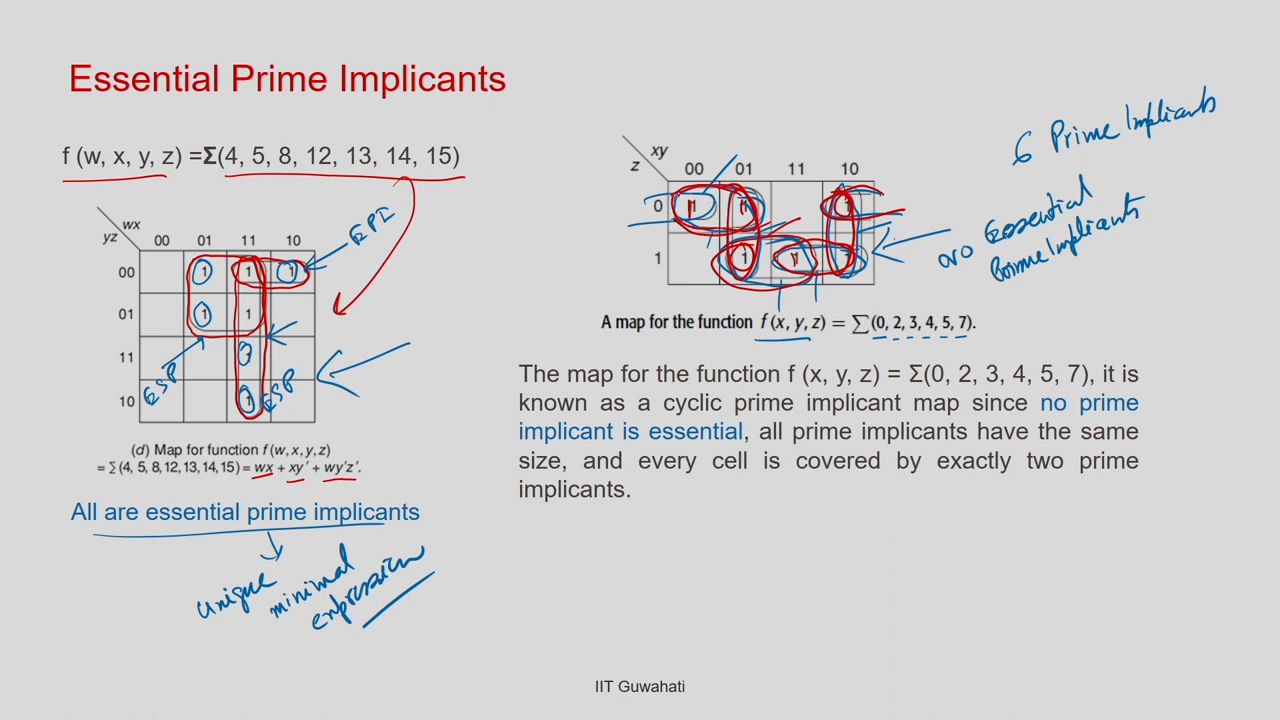 Essential Prime Implicants
f (w, x, y, z) =Σ(4, 5, 8, 12, 13, 14, 15)
wx
yz
00 01 11 10
00 1 1 1
01 1 1
11 1
10 1
EPI
ESP
ESP
(d) Map for function f(w, x, y, z)
= Σ(4, 5, 8, 12, 13, 14, 15) = wx + xy′ + wy′z′.
All are essential prime implicants
unique
minimal
expression
xy
z
00 01 11 10
0 1 1 1
1 1 1 1
6 Prime Implicants
no Essential
Prime Implicants
A map for the function f(x, y, z) = ∑(0, 2, 3, 4, 5, 7).
The map for the function f (x, y, z) = Σ(0, 2, 3, 4, 5, 7), it is
known as a cyclic prime implicant map since no prime
implicant is essential, all prime implicants have the same
size, and every cell is covered by exactly two prime
implicants.
IIT Guwahati